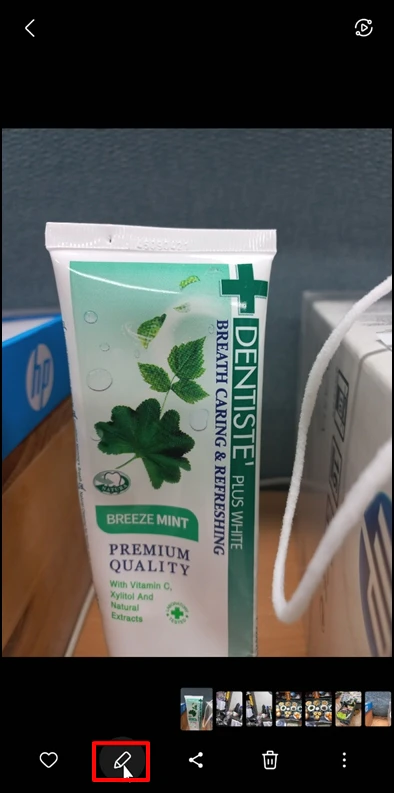 DENTISTE'
PLUS WHITE
BREATH CARING & REFRESHING
BREEZE MINT
PREMIUM
QUALITY
With Vitamin C,
Xylitol And
Natural
Extracts
hp